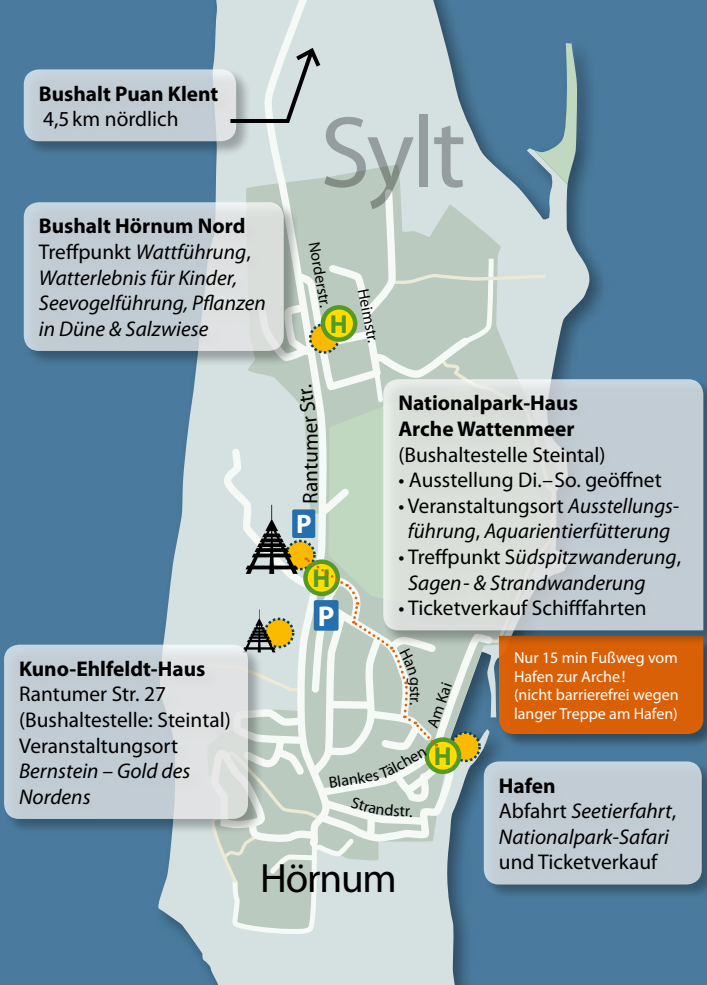 Bushalt Puan Klent
4,5 km nördlich
Sylt
Bushalt Hörnum Nord
Treffpunkt Wattführung,
Watterlebnis für Kinder,
Seevogelführung, Pflanzen
in Düne & Salzwiese
Norderstr.
Heimstr.
H
Rantumer Str.
Nationalpark-Haus
Arche Wattenmeer
(Bushaltestelle Steintal)
• Ausstellung Di.–So. geöffnet
• Veranstaltungsort Ausstellungs-
führung, Aquarientierfütterung
• Treffpunkt Südspitzwanderung,
Sagen- & Strandwanderung
• Ticketverkauf Schifffahrten
P
H
P
Nur 15 min Fußweg vom
Hafen zur Arche!
(nicht barrierefrei wegen
langer Treppe am Hafen)
Kuno-Ehlfeldt-Haus
Rantumer Str. 27
(Bushaltestelle: Steintal)
Veranstaltungsort
Bernstein – Gold des
Nordens
Hangstr.
Am Kai
H
Blankes Tälchen
Strandstr.
Hafen
Abfahrt Seetierfahrt,
Nationalpark-Safari
und Ticketverkauf
Hörnum